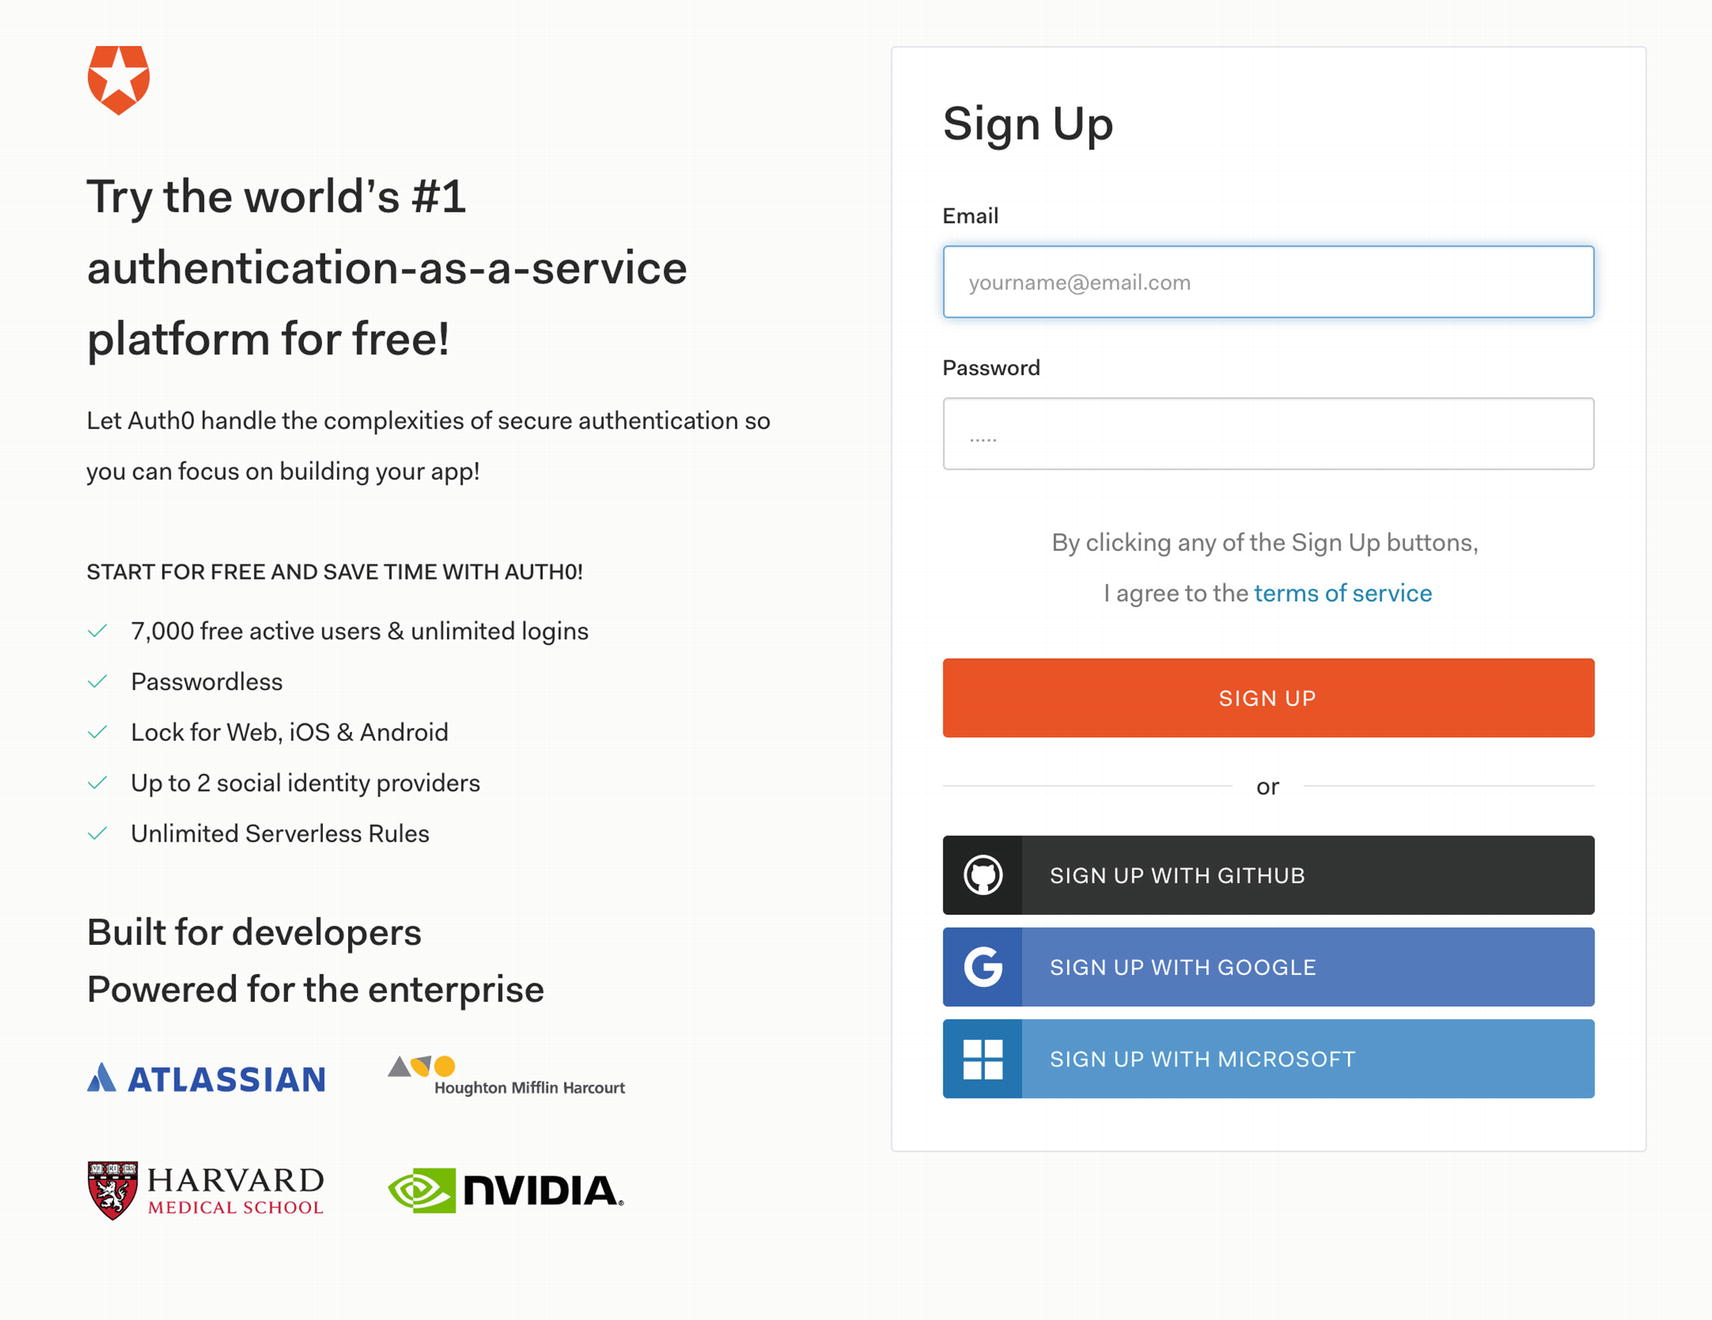 Try the world's #1
authentication-as-a-service
platform for free!
Let Auth0 handle the complexities of secure authentication so
you can focus on building your app!
START FOR FREE AND SAVE TIME WITH AUTH0!
7,000 free active users & unlimited logins
Passwordless
Lock for Web, iOS & Android
Up to 2 social identity providers
Unlimited Serverless Rules
Built for developers
Powered for the enterprise
ATLASSIAN
Houghton Mifflin Harcourt
HARVARD
MEDICAL SCHOOL
NVIDIA.
Sign Up
Email
yourname@email.com
Password
.....
By clicking any of the Sign Up buttons,
I agree to the terms of service
SIGN UP
or
SIGN UP WITH GITHUB
SIGN UP WITH GOOGLE
SIGN UP WITH MICROSOFT